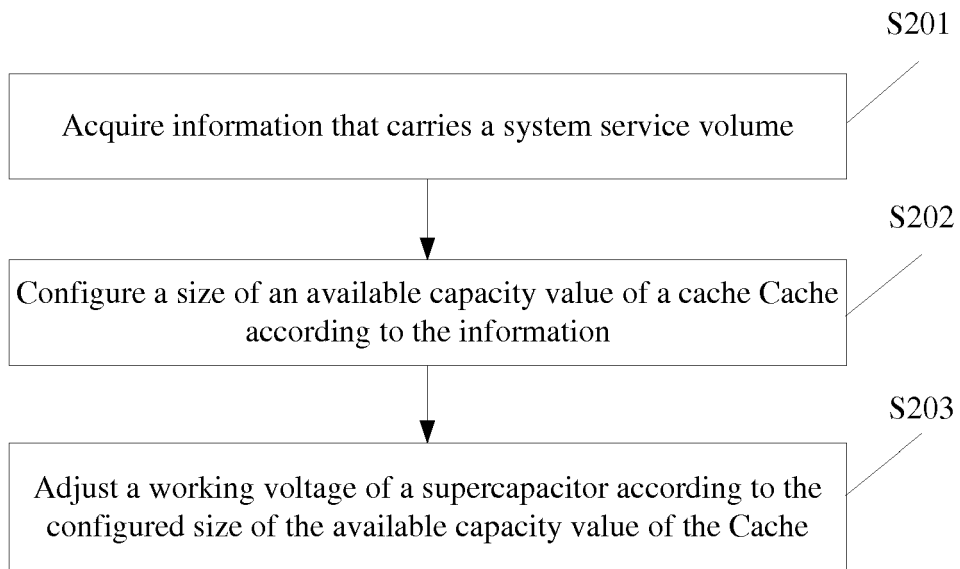 S201
Acquire information that carries a system service volume
S202
Configure a size of an available capacity value of a cache Cache
according to the information
S203
Adjust a working voltage of a supercapacitor according to the
configured size of the available capacity value of the Cache